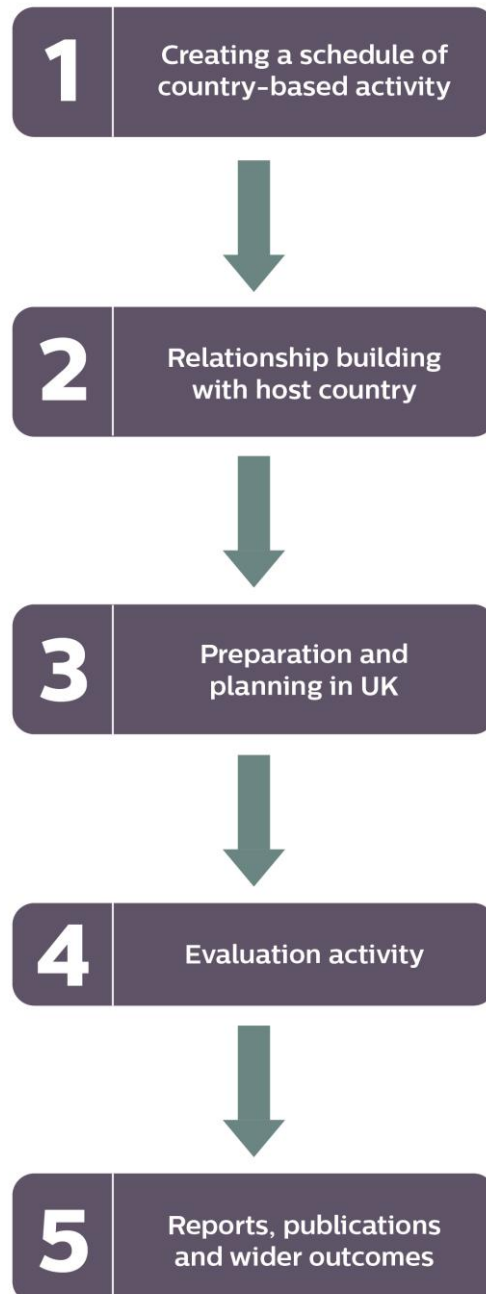 1
Creating a schedule of
country-based activity
2
Relationship building
with host country
3
Preparation and
planning in UK
4
Evaluation activity
5
Reports, publications
and wider outcomes